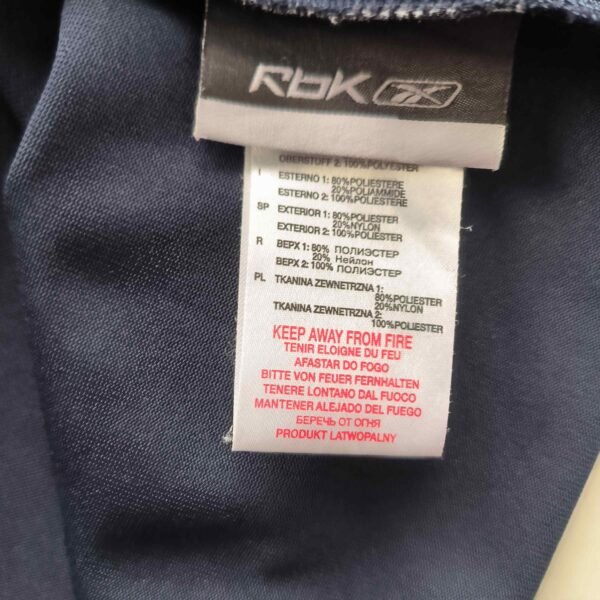 RbK
OBERSTOFF 2: 100%POLYESTER
I ESTERNO 1: 80%POLIESTERE
20%POLIAMMIDE
ESTERNO 2: 100%POLIESTERE
SP EXTERIOR 1: 80%POLIESTER
20%NYLON
EXTERIOR 2: 100%POLIESTER
R ВЕРХ 1: 80% ПОЛИЭСТЕР
20% Нейлон
ВЕРХ 2: 100% ПОЛИЭСТЕР
PL TKANINA ZEWNETRZNA 1:
80%POLYESTER
20%NYLON
TKANINA ZEWNETRZNA 2:
100%POLYESTER
KEEP AWAY FROM FIRE
TENIR ELOIGNE DU FEU
AFASTAR DO FOGO
BITTE VON FEUER FERNHALTEN
TENERE LONTANO DAL FUOCO
MANTENER ALEJADO DEL FUEGO
БЕРЕЧЬ ОТ ОГНЯ
PRODUKT LATWOPALNY